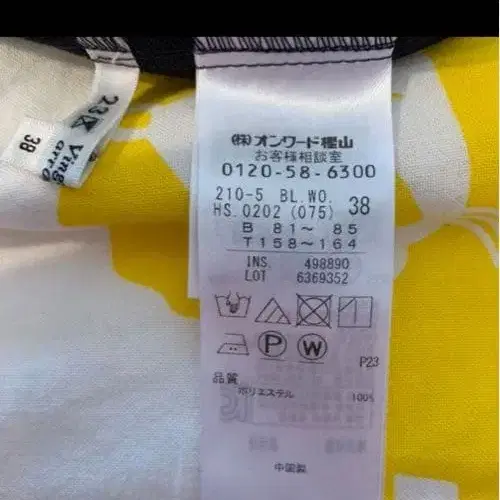 23区
38
(株)オンワード樫山
お客様相談室
0120-58-6300
210-5 BL.WO.
HS.0202 (075) 38
B 81~ 85
T158~164
INS. 498890
LOT 6369352
P W
P23
品質
ポリエステル 100%
中国製